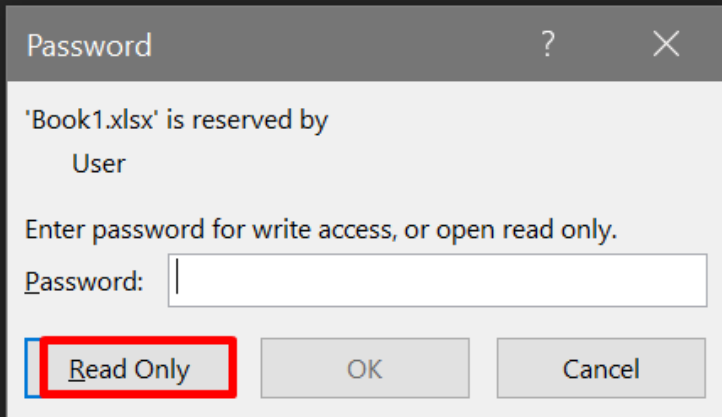 Password ?
'Book1.xlsx' is reserved by
User
Enter password for write access, or open read only.
Password:
Read Only OK Cancel